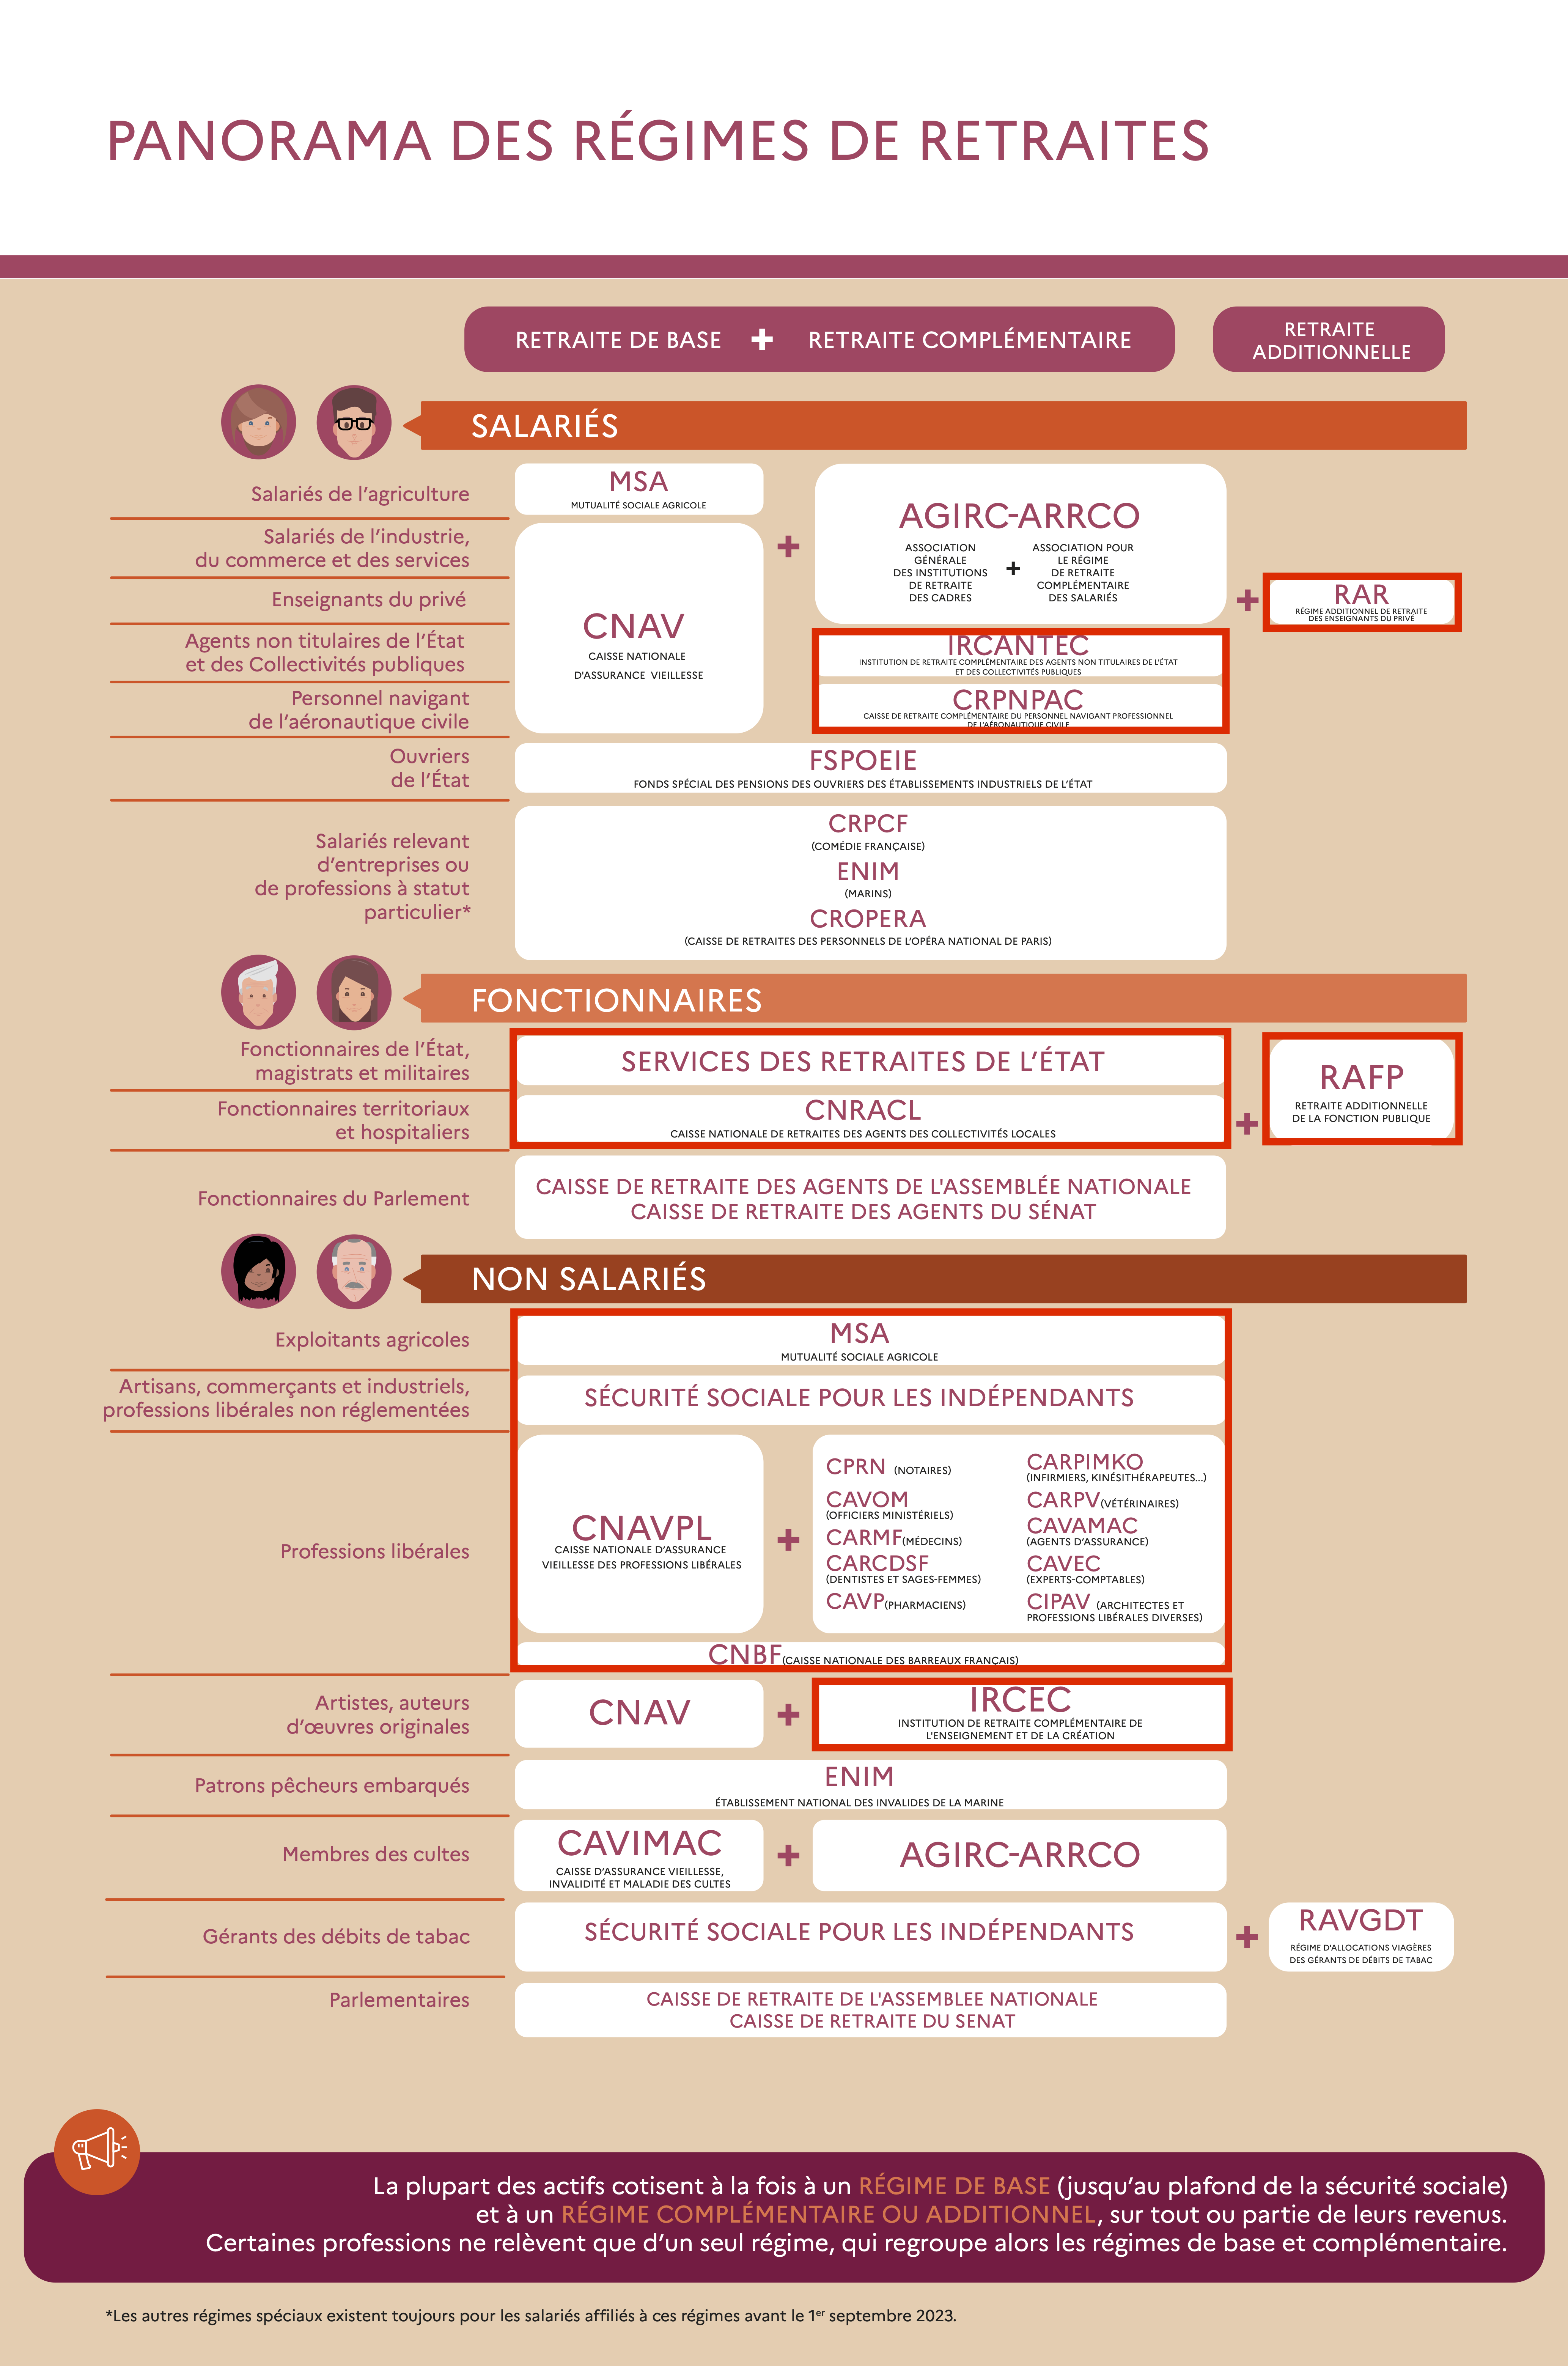 PANORAMA DES RÉGIMES DE RETRAITES
RETRAITE DE BASE + RETRAITE COMPLÉMENTAIRE
RETRAITE
ADDITIONNELLE
SALARIÉS
Salariés de l’agriculture
MSA
MUTUALITÉ SOCIALE AGRICOLE
Salariés de l’industrie,
du commerce et des services
Enseignants du privé
Agents non titulaires de l’État
et des Collectivités publiques
Personnel navigant
de l’aéronautique civile
CNAV
CAISSE NATIONALE
D'ASSURANCE VIEILLESSE
+
AGIRC-ARRCO
ASSOCIATION
GÉNÉRALE
DES INSTITUTIONS
DE RETRAITE
DES CADRES
+
ASSOCIATION POUR
LE RÉGIME
DE RETRAITE
COMPLÉMENTAIRE
DES SALARIÉS
+
RAR
RÉGIME ADDITIONNEL DE RETRAITE
DES ENSEIGNANTS DU PRIVÉ
IRCANTEC
INSTITUTION DE RETRAITE COMPLÉMENTAIRE DES AGENTS NON TITULAIRES DE L'ÉTAT
ET DES COLLECTIVITÉS PUBLIQUES
CRPNPAC
CAISSE DE RETRAITE COMPLÉMENTAIRE DU PERSONNEL NAVIGANT PROFESSIONNEL
DE L'AÉRONAUTIQUE CIVILE
Ouvriers
de l’État
FSPOEIE
FONDS SPÉCIAL DES PENSIONS DES OUVRIERS DES ÉTABLISSEMENTS INDUSTRIELS DE L’ÉTAT
Salariés relevant
d’entreprises ou
de professions à statut
particulier*
CRPCF
(COMÉDIE FRANÇAISE)
ENIM
(MARINS)
CROPERA
(CAISSE DE RETRAITES DES PERSONNELS DE L’OPÉRA NATIONAL DE PARIS)
FONCTIONNAIRES
Fonctionnaires de l’État,
magistrats et militaires
SERVICES DES RETRAITES DE L’ÉTAT
Fonctionnaires territoriaux
et hospitaliers
CNRACL
CAISSE NATIONALE DE RETRAITES DES AGENTS DES COLLECTIVITÉS LOCALES
+
RAFP
RETRAITE ADDITIONNELLE
DE LA FONCTION PUBLIQUE
Fonctionnaires du Parlement
CAISSE DE RETRAITE DES AGENTS DE L'ASSEMBLÉE NATIONALE
CAISSE DE RETRAITE DES AGENTS DU SÉNAT
NON SALARIÉS
Exploitants agricoles
MSA
MUTUALITÉ SOCIALE AGRICOLE
Artisans, commerçants et industriels,
professions libérales non réglementées
SÉCURITÉ SOCIALE POUR LES INDÉPENDANTS
Professions libérales
CNAVPL
CAISSE NATIONALE D’ASSURANCE
VIEILLESSE DES PROFESSIONS LIBÉRALES
+
CPRN (NOTAIRES)
CAVOM
(OFFICIERS MINISTÉRIELS)
CARMF(MÉDECINS)
CARCDSF
(DENTISTES ET SAGES-FEMMES)
CAVP(PHARMACIENS)
CARPIMKO
(INFIRMIERS, KINÉSITHÉRAPEUTES...)
CARPV(VÉTÉRINAIRES)
CAVAMAC
(AGENTS D’ASSURANCE)
CAVEC
(EXPERTS-COMPTABLES)
CIPAV (ARCHITECTES ET
PROFESSIONS LIBÉRALES DIVERSES)
CNBF(CAISSE NATIONALE DES BARREAUX FRANÇAIS)
Artistes, auteurs
d’œuvres originales
CNAV
+
IRCEC
INSTITUTION DE RETRAITE COMPLÉMENTAIRE DE
L'ENSEIGNEMENT ET DE LA CRÉATION
Patrons pêcheurs embarqués
ENIM
ÉTABLISSEMENT NATIONAL DES INVALIDES DE LA MARINE
Membres des cultes
CAVIMAC
CAISSE D’ASSURANCE VIEILLESSE,
INVALIDITÉ ET MALADIE DES CULTES
+
AGIRC-ARRCO
Gérants des débits de tabac
SÉCURITÉ SOCIALE POUR LES INDÉPENDANTS
+
RAVGDT
RÉGIME D'ALLOCATIONS VIAGÈRES
DES GÉRANTS DE DÉBITS DE TABAC
Parlementaires
CAISSE DE RETRAITE DE L'ASSEMBLEE NATIONALE
CAISSE DE RETRAITE DU SENAT
La plupart des actifs cotisent à la fois à un RÉGIME DE BASE (jusqu’au plafond de la sécurité sociale)
et à un RÉGIME COMPLÉMENTAIRE OU ADDITIONNEL, sur tout ou partie de leurs revenus.
Certaines professions ne relèvent que d’un seul régime, qui regroupe alors les régimes de base et complémentaire.
*Les autres régimes spéciaux existent toujours pour les salariés affiliés à ces régimes avant le 1er septembre 2023.